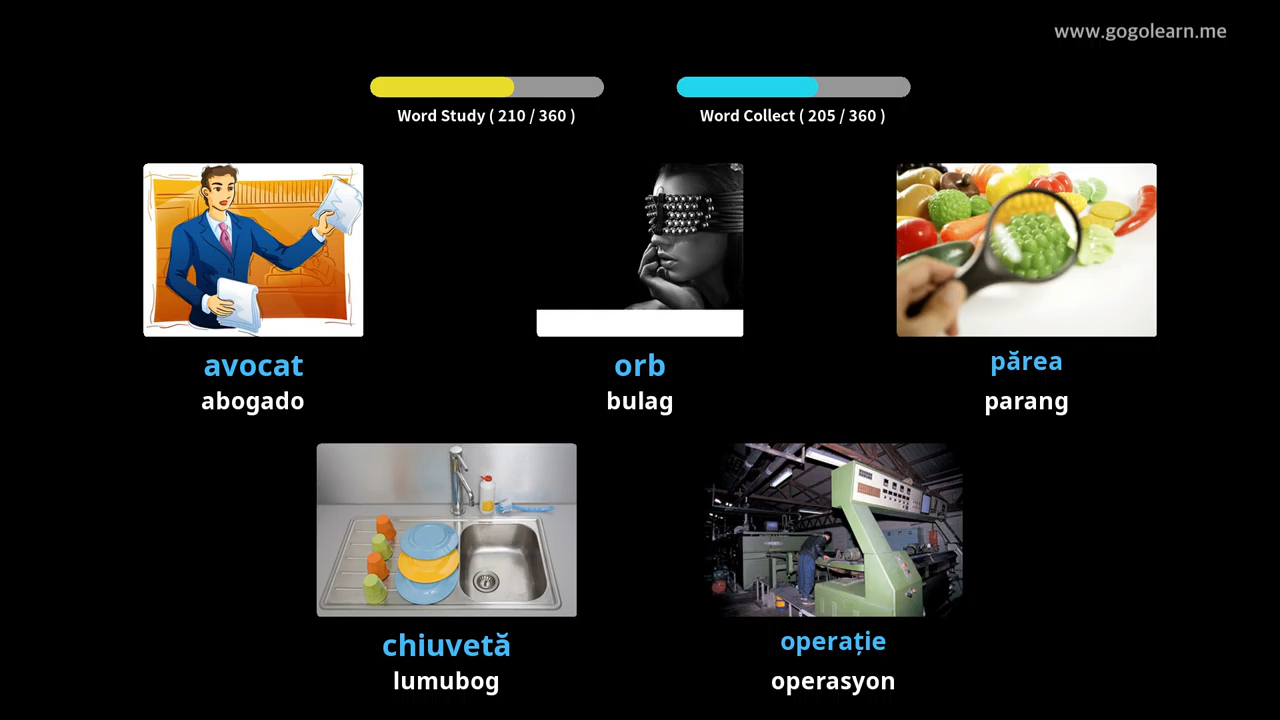 www.gogolearn.me
Word Study ( 210 / 360 )
Word Collect ( 205 / 360 )
avocat
abogado
orb
bulag
părea
parang
chiuvetă
lumubog
operație
operasyon